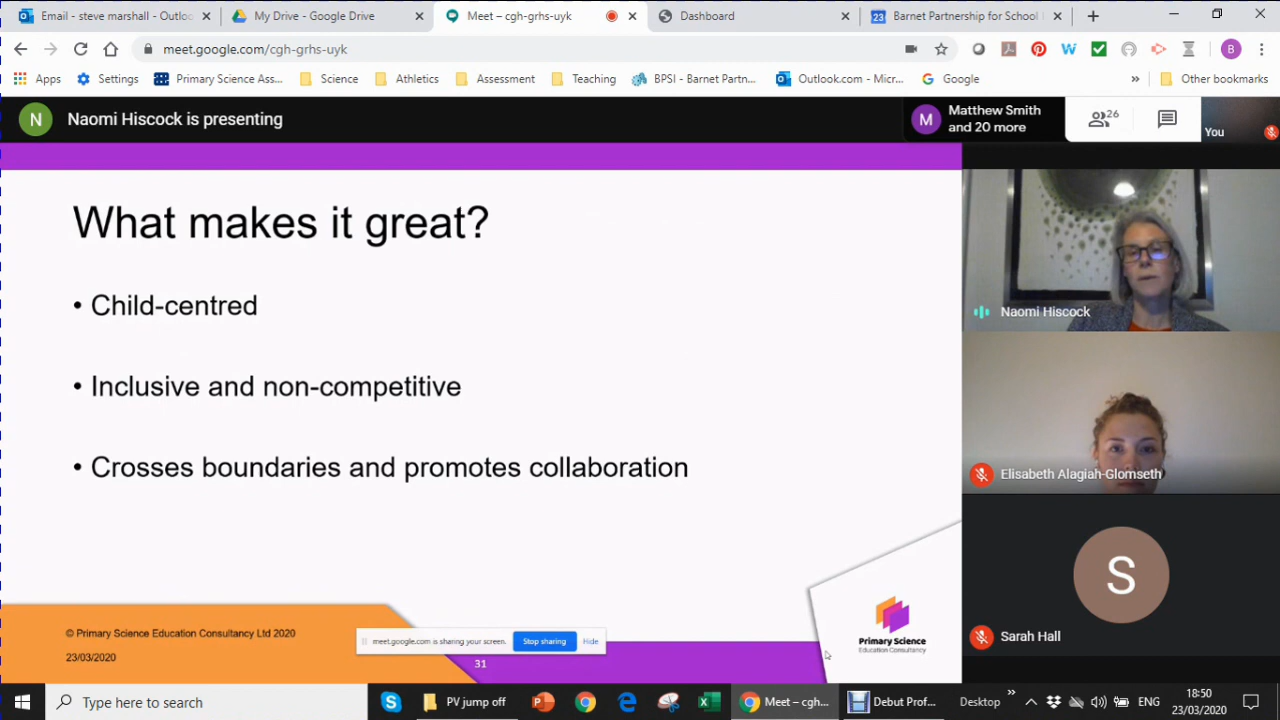 Email - steve marshall - Outloo
My Drive - Google Drive
Meet – cgh-grhs-uyk
Dashboard
23
Barnet Partnership for School I
meet.google.com/cgh-grhs-uyk
B
Apps
Settings
Primary Science Ass...
Science
Athletics
Assessment
Teaching
BPSI - Barnet Partn...
Outlook.com - Micr...
Google
»
Other bookmarks
N
Naomi Hiscock is presenting
M
Matthew Smith
and 20 more
26
You
What makes it great?
• Child-centred
• Inclusive and non-competitive
• Crosses boundaries and promotes collaboration
Naomi Hiscock
Elisabeth Alagiah-Glomseth
S
Sarah Hall
© Primary Science Education Consultancy Ltd 2020
23/03/2020
meet.google.com is sharing your screen.
Stop sharing
Hide
31
Primary Science
Education Consultancy
Type here to search
PV jump off
Meet – cgh-...
Debut Prof...
Desktop
»
ENG
18:50
23/03/2020